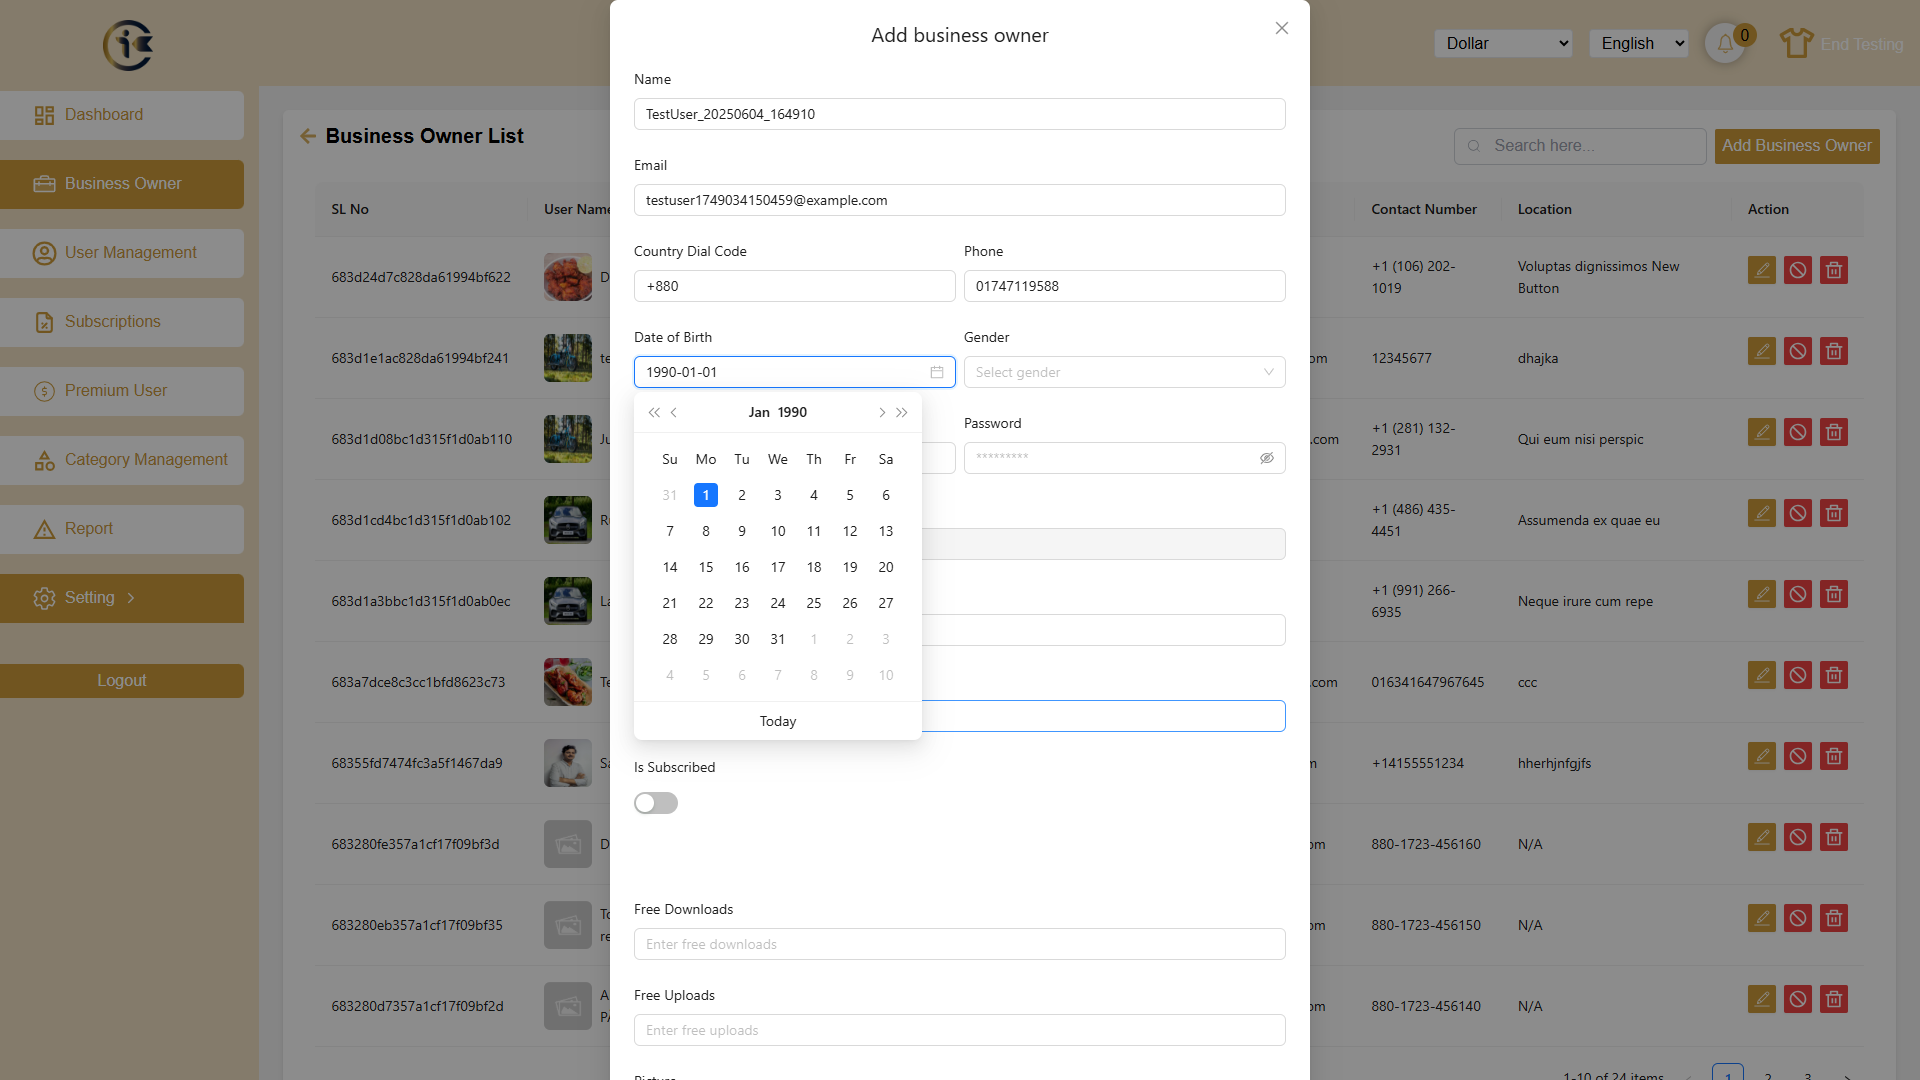 Add business owner
Dollar
English
0
End Testing
Name
TestUser_20250604_164910
Dashboard
Business Owner List
Search here...
Add Business Owner
Email
Business Owner
testuser1749034150459@example.com
SL No
User Name
Contact Number
Location
Action
Country Dial Code
Phone
User Management
+880
01747119588
683d24d7c828da61994bf622
D
+1 (106) 202-
1019
Voluptas dignissimos New
Button
Subscriptions
Date of Birth
Gender
1990-01-01
Select gender
683d1e1ac828da61994bf241
te
om
12345677
dhajka
Premium User
Jan 1990
Password
*********
683d1d08bc1d315f1d0ab110
Ju
.com
+1 (281) 132-
2931
Qui eum nisi perspic
Category Management
Su Mo Tu We Th Fr Sa
31 1 2 3 4 5 6
7 8 9 10 11 12 13
14 15 16 17 18 19 20
21 22 23 24 25 26 27
28 29 30 31 1 2 3
4 5 6 7 8 9 10
Today
683d1cd4bc1d315f1d0ab102
+1 (486) 435-
4451
Assumenda ex quae eu
Report
Setting
683d1a3bbc1d315f1d0ab0ec
La
+1 (991) 266-
6935
Neque irure cum repe
Logout
683a7dce8c3cc1bfd8623c73
Te
.com
016341647967645
ccc
68355fd7474fc3a5f1467da9
Sa
+14155551234
hherhjnfgjfs
Is Subscribed
683280fe357a1cf17f09bf3d
D
om
880-1723-456160
N/A
Free Downloads
Enter free downloads
683280eb357a1cf17f09bf35
To
re
om
880-1723-456150
N/A
Free Uploads
Enter free uploads
683280d7357a1cf17f09bf2d
A
PA
om
880-1723-456140
N/A
Picture
1-10 of 24 items
1 2 3